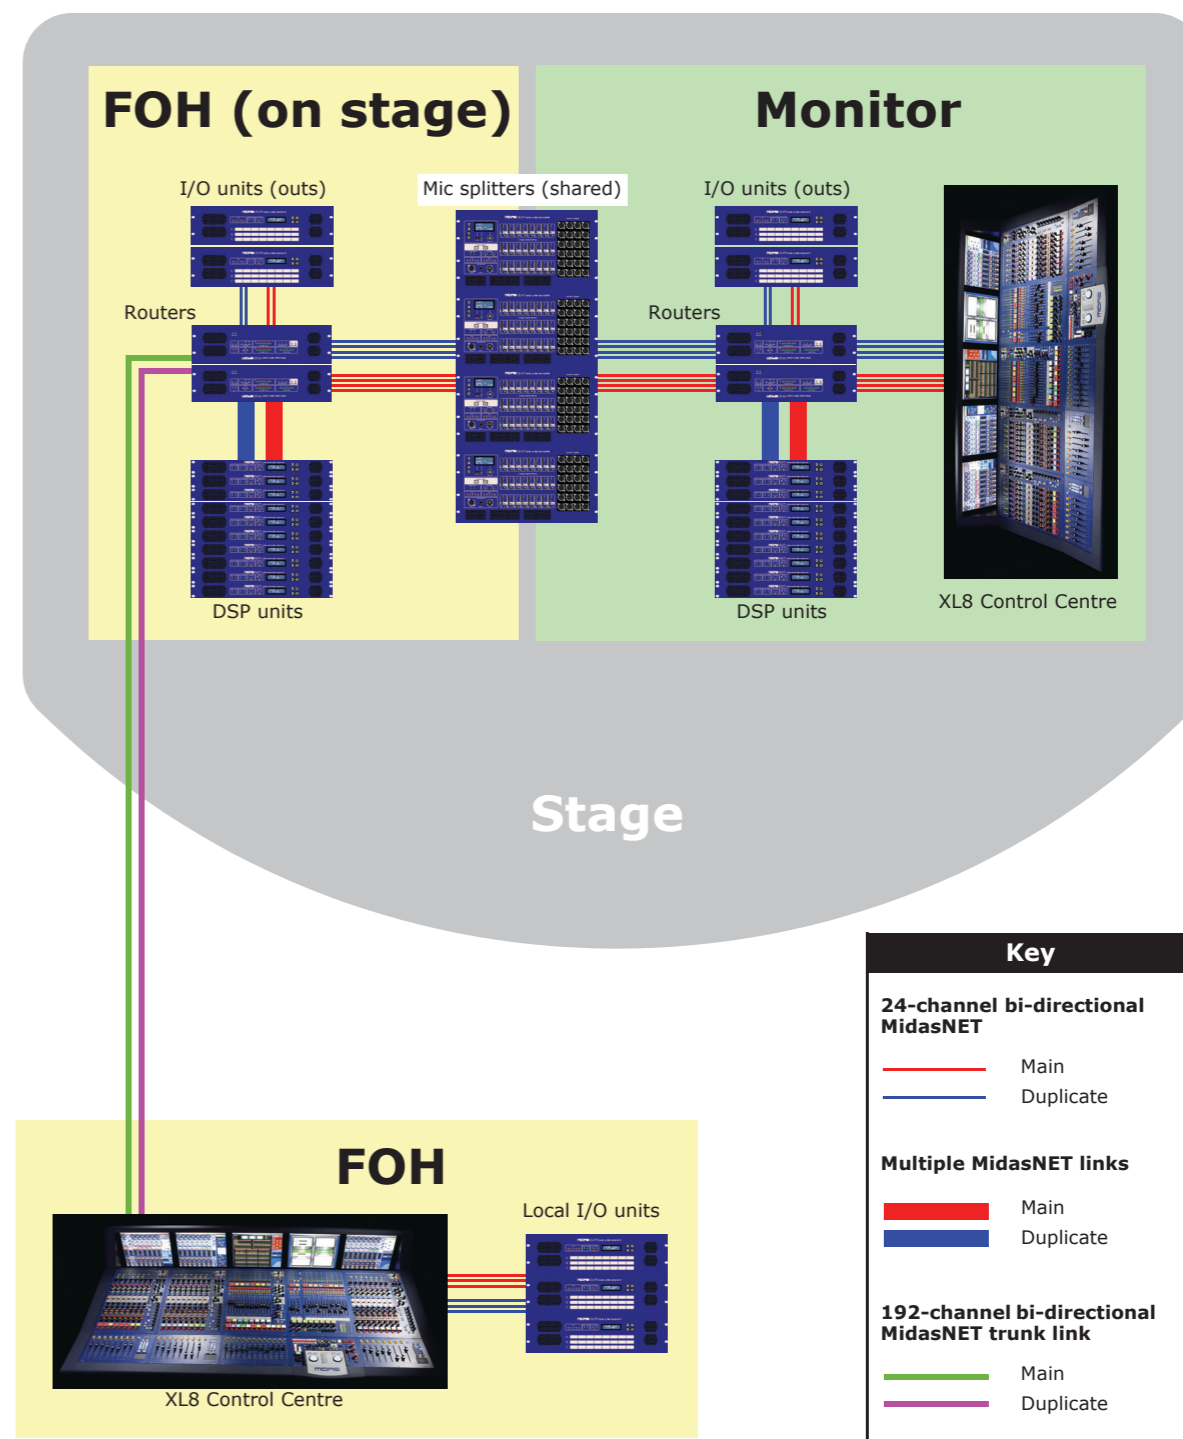 FOH (on stage)
Monitor
I/O units (outs)
Mic splitters (shared)
I/O units (outs)
Routers
Routers
DSP units
DSP units
XL8 Control Centre
Stage
FOH
Local I/O units
XL8 Control Centre
Key
24-channel bi-directional
MidasNET
Main
Duplicate
Multiple MidasNET links
Main
Duplicate
192-channel bi-directional
MidasNET trunk link
Main
Duplicate